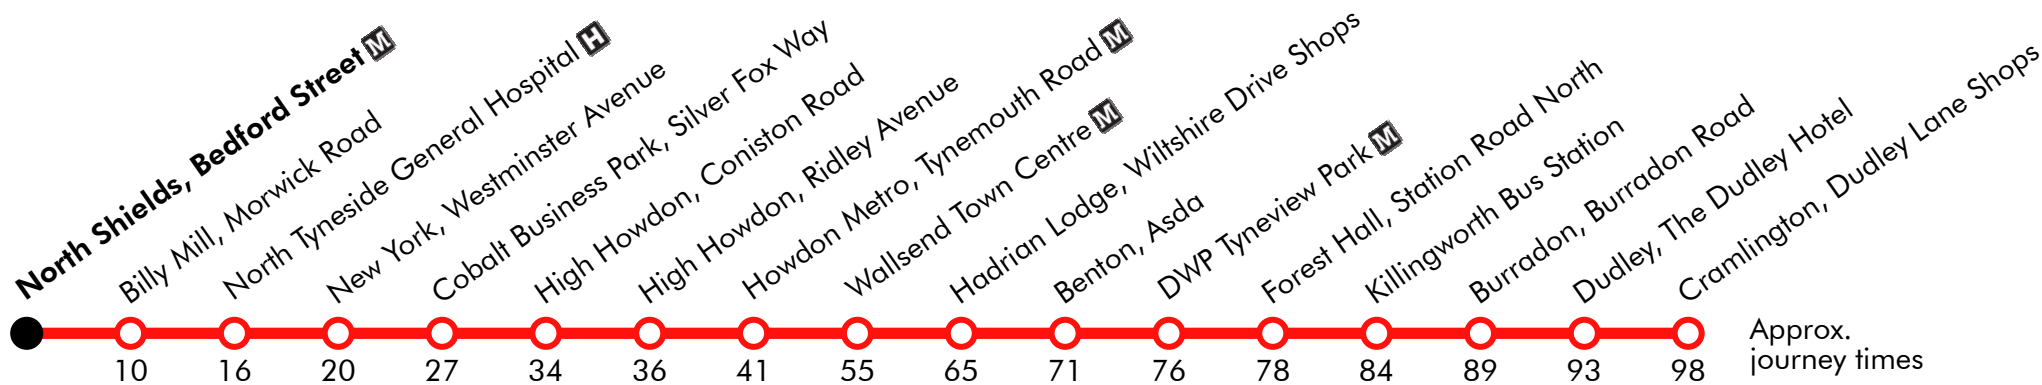 North Shields, Bedford Street M
Billy Mill, Morwick Road
North Tyneside General Hospital H
New York, Westminster Avenue
Cobalt Business Park, Silver Fox Way
High Howdon, Coniston Road
High Howdon, Ridley Avenue
Howdon Metro, Tynemouth Road M
Wallsend Town Centre M
Hadrian Lodge, Wiltshire Drive Shops
Benton, Asda
DWP Tyneview Park M
Forest Hall, Station Road North
Killingworth Bus Station
Burradon, Burradon Road
Dudley, The Dudley Hotel
Cramlington, Dudley Lane Shops
10 16 20 27 34 36 41 55 65 71 76 78 84 89 93 98
Approx.
journey times